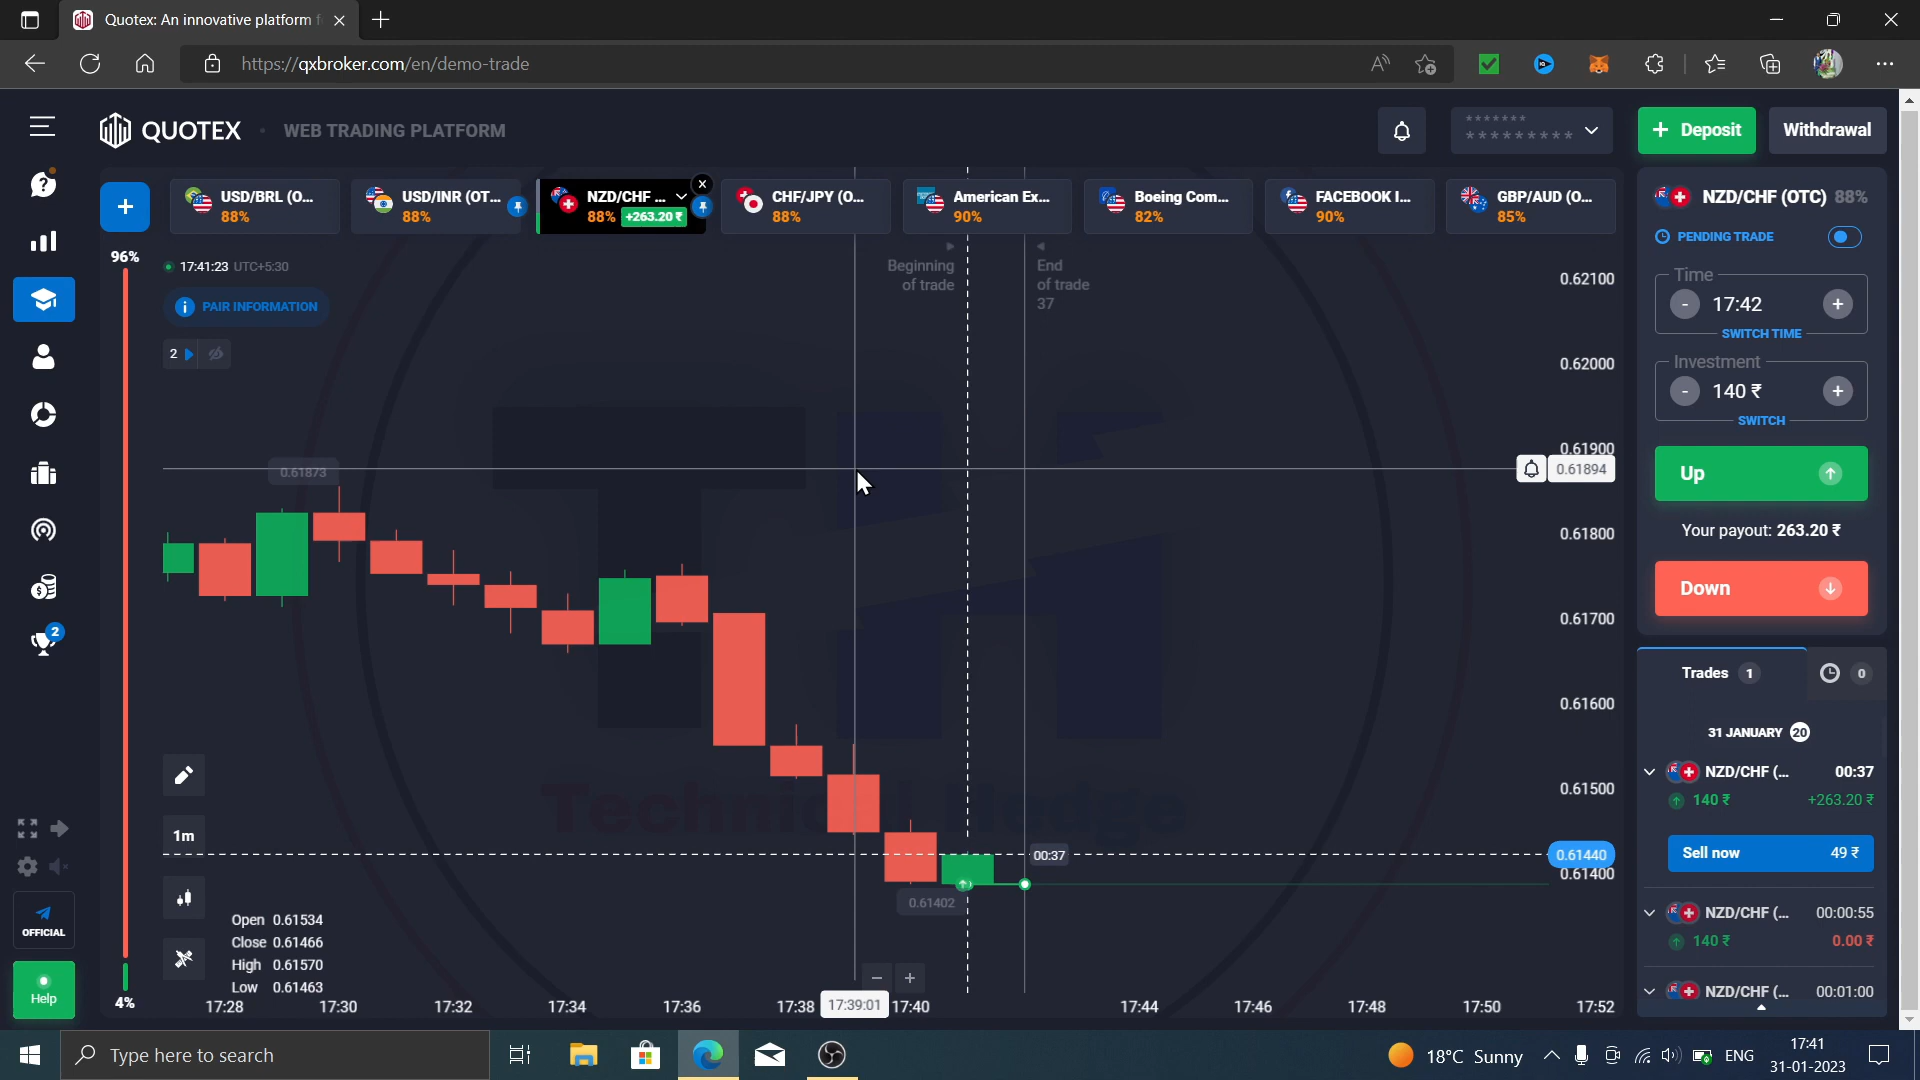 Quotex: An innovative platform f
https://qxbroker.com/en/demo-trade
QUOTEX
WEB TRADING PLATFORM
*******
*********
+ Deposit
Withdrawal
USD/BRL (O...
88%
USD/INR (OT...
88%
NZD/CHF ...
88% +263.20 ₹
CHF/JPY (O...
88%
American Ex...
90%
Boeing Com...
82%
FACEBOOK I...
90%
GBP/AUD (O...
85%
NZD/CHF (OTC) 88%
PENDING TRADE
96%
17:41:23 UTC+5:30
PAIR INFORMATION
2
Beginning
of trade
End
of trade
37
0.62100
0.62000
0.61900
0.61894
0.61800
0.61700
0.61600
0.61500
0.61440
0.61400
0.61873
0.61402
00:37
Time
- 17:42 +
SWITCH TIME
Investment
- 140 ₹ +
SWITCH
Up
Your payout: 263.20 ₹
Down
Trades 1
0
31 JANUARY 20
NZD/CHF (... 00:37
140 ₹ +263.20 ₹
Sell now 49 ₹
NZD/CHF (... 00:00:55
140 ₹ 0.00 ₹
NZD/CHF (... 00:01:00
2
Technical Hedge
1m
Open 0.61534
Close 0.61466
High 0.61570
Low 0.61463
OFFICIAL
Help
4%
17:28 17:30 17:32 17:34 17:36 17:38 17:39:01 17:40 17:44 17:46 17:48 17:50 17:52
Type here to search
18°C Sunny
ENG
17:41
31-01-2023